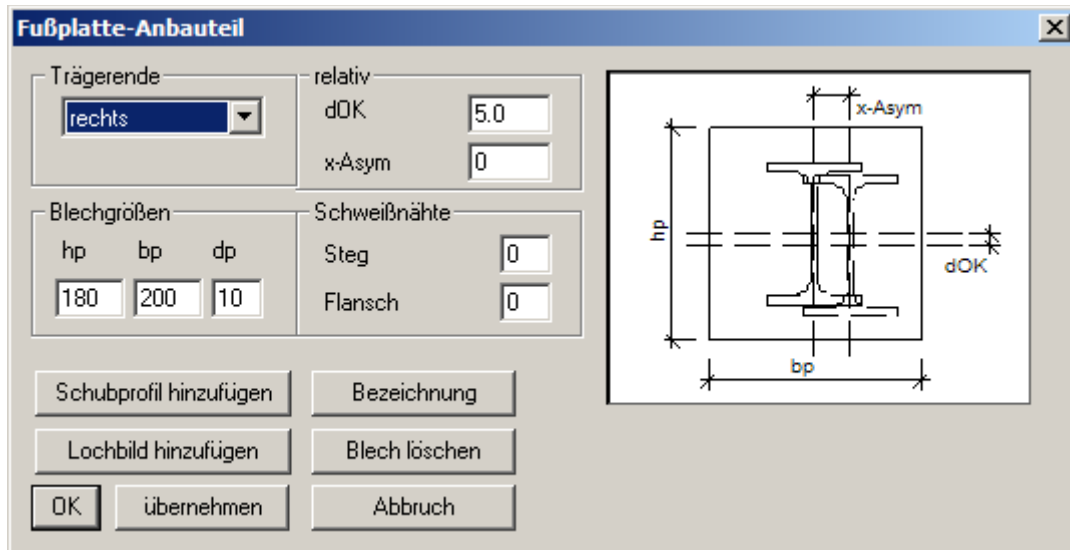 Fußplatte-Anbauteil
Trägerende
rechts
relativ
dOK 5.0
x-Asym 0
Blechgrößen
hp bp dp
180 200 10
Schweißnähte
Steg 0
Flansch 0
x-Asym
hp
dOK
bp
Schubprofil hinzufügen Bezeichnung
Lochbild hinzufügen Blech löschen
OK übernehmen Abbruch